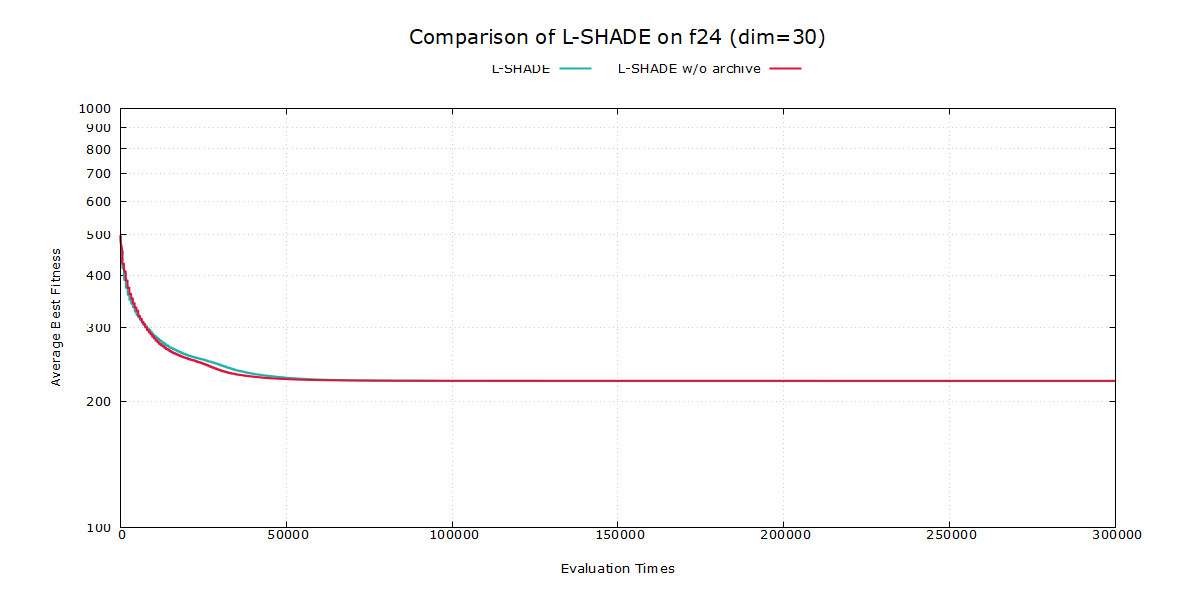 Comparison of L-SHADE on f24 (dim=30)
L-SHADE L-SHADE w/o archive
1000
900
800
700
600
500
400
300
200
100
Average Best Fitness
0 50000 100000 150000 200000 250000 300000
Evaluation Times